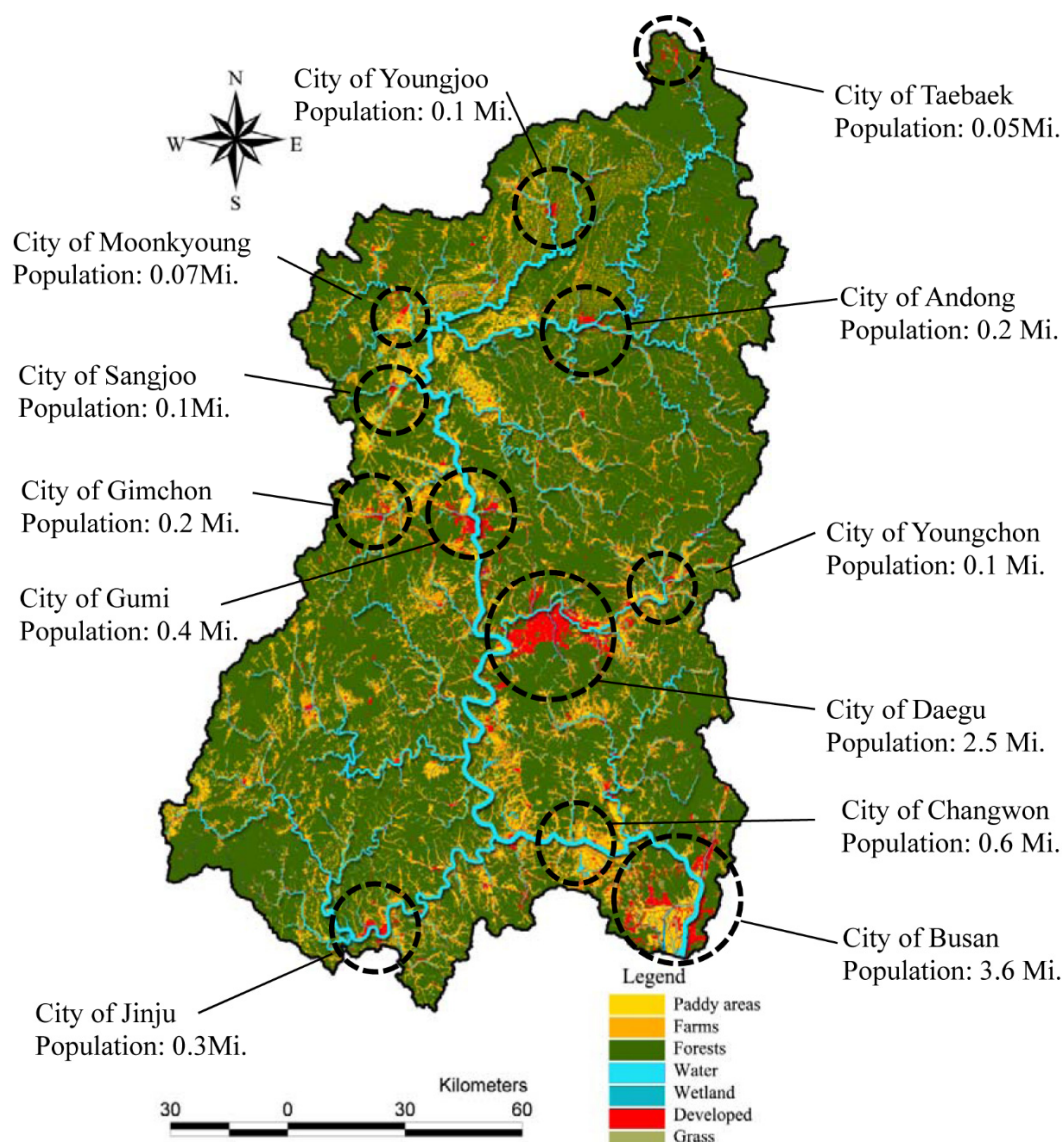 City of Youngjoo
Population: 0.1 Mi.
City of Taebaek
Population: 0.05Mi.
N
W
E
S
City of Moonkyoung
Population: 0.07Mi.
City of Andong
Population: 0.2 Mi.
City of Sangjoo
Population: 0.1Mi.
City of Gimchon
Population: 0.2 Mi.
City of Youngchon
Population: 0.1 Mi.
City of Gumi
Population: 0.4 Mi.
City of Daegu
Population: 2.5 Mi.
City of Changwon
Population: 0.6 Mi.
City of Busan
Population: 3.6 Mi.
City of Jinju
Population: 0.3Mi.
Legend
Paddy areas
Farms
Forests
Water
Wetland
Developed
Grass
Kilometers
30 0 30 60